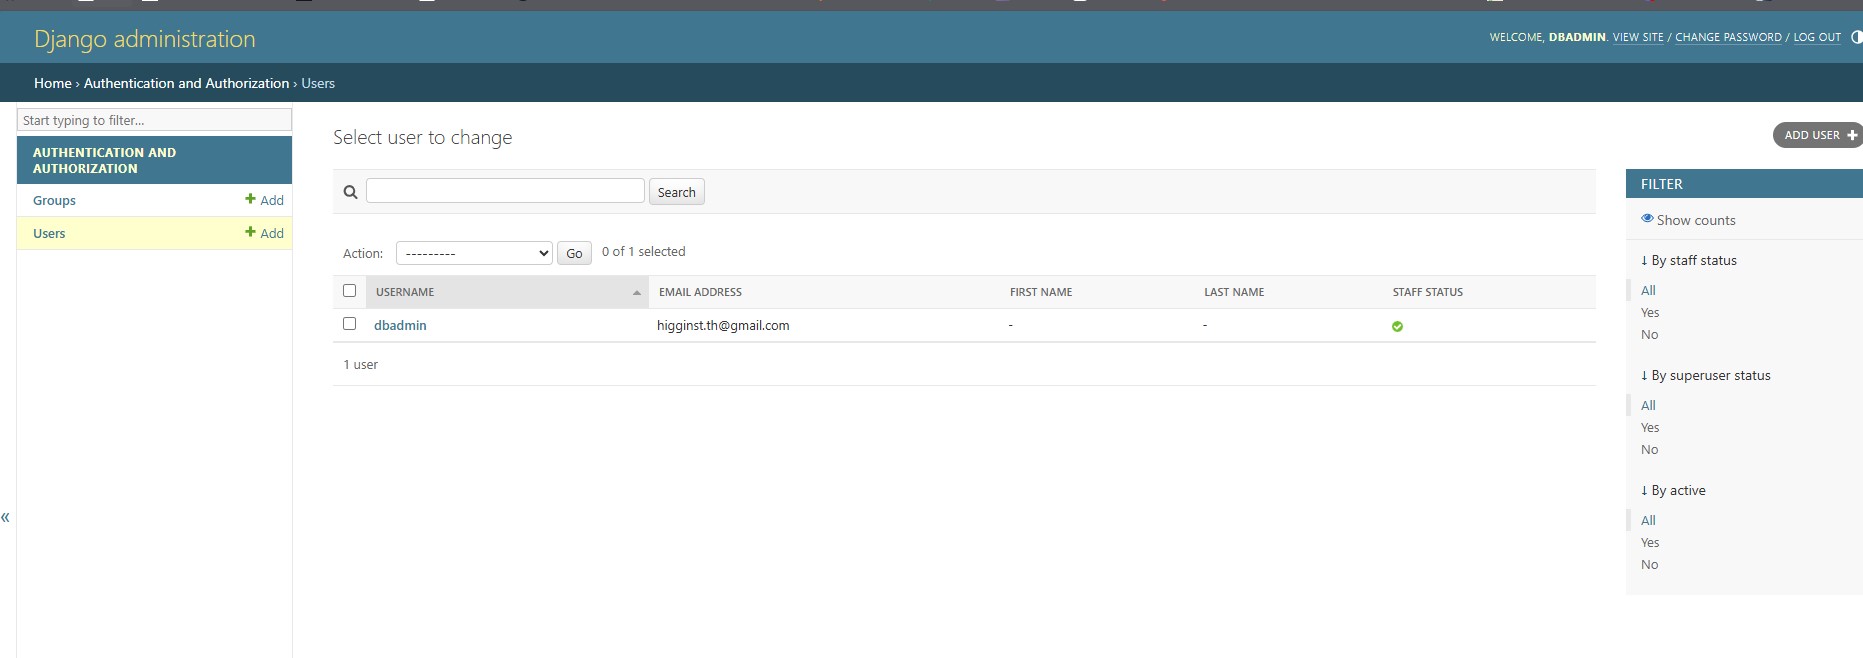 Django administration
WELCOME, DBADMIN. VIEW SITE / CHANGE PASSWORD / LOG OUT
Home › Authentication and Authorization › Users
Start typing to filter...
AUTHENTICATION AND
AUTHORIZATION
Groups + Add
Users + Add
«
Select user to change
ADD USER +
Search
Action: --------- Go 0 of 1 selected
USERNAME EMAIL ADDRESS FIRST NAME LAST NAME STAFF STATUS
dbadmin higginst.th@gmail.com - -
1 user
FILTER
Show counts
↓ By staff status
All
Yes
No
↓ By superuser status
All
Yes
No
↓ By active
All
Yes
No